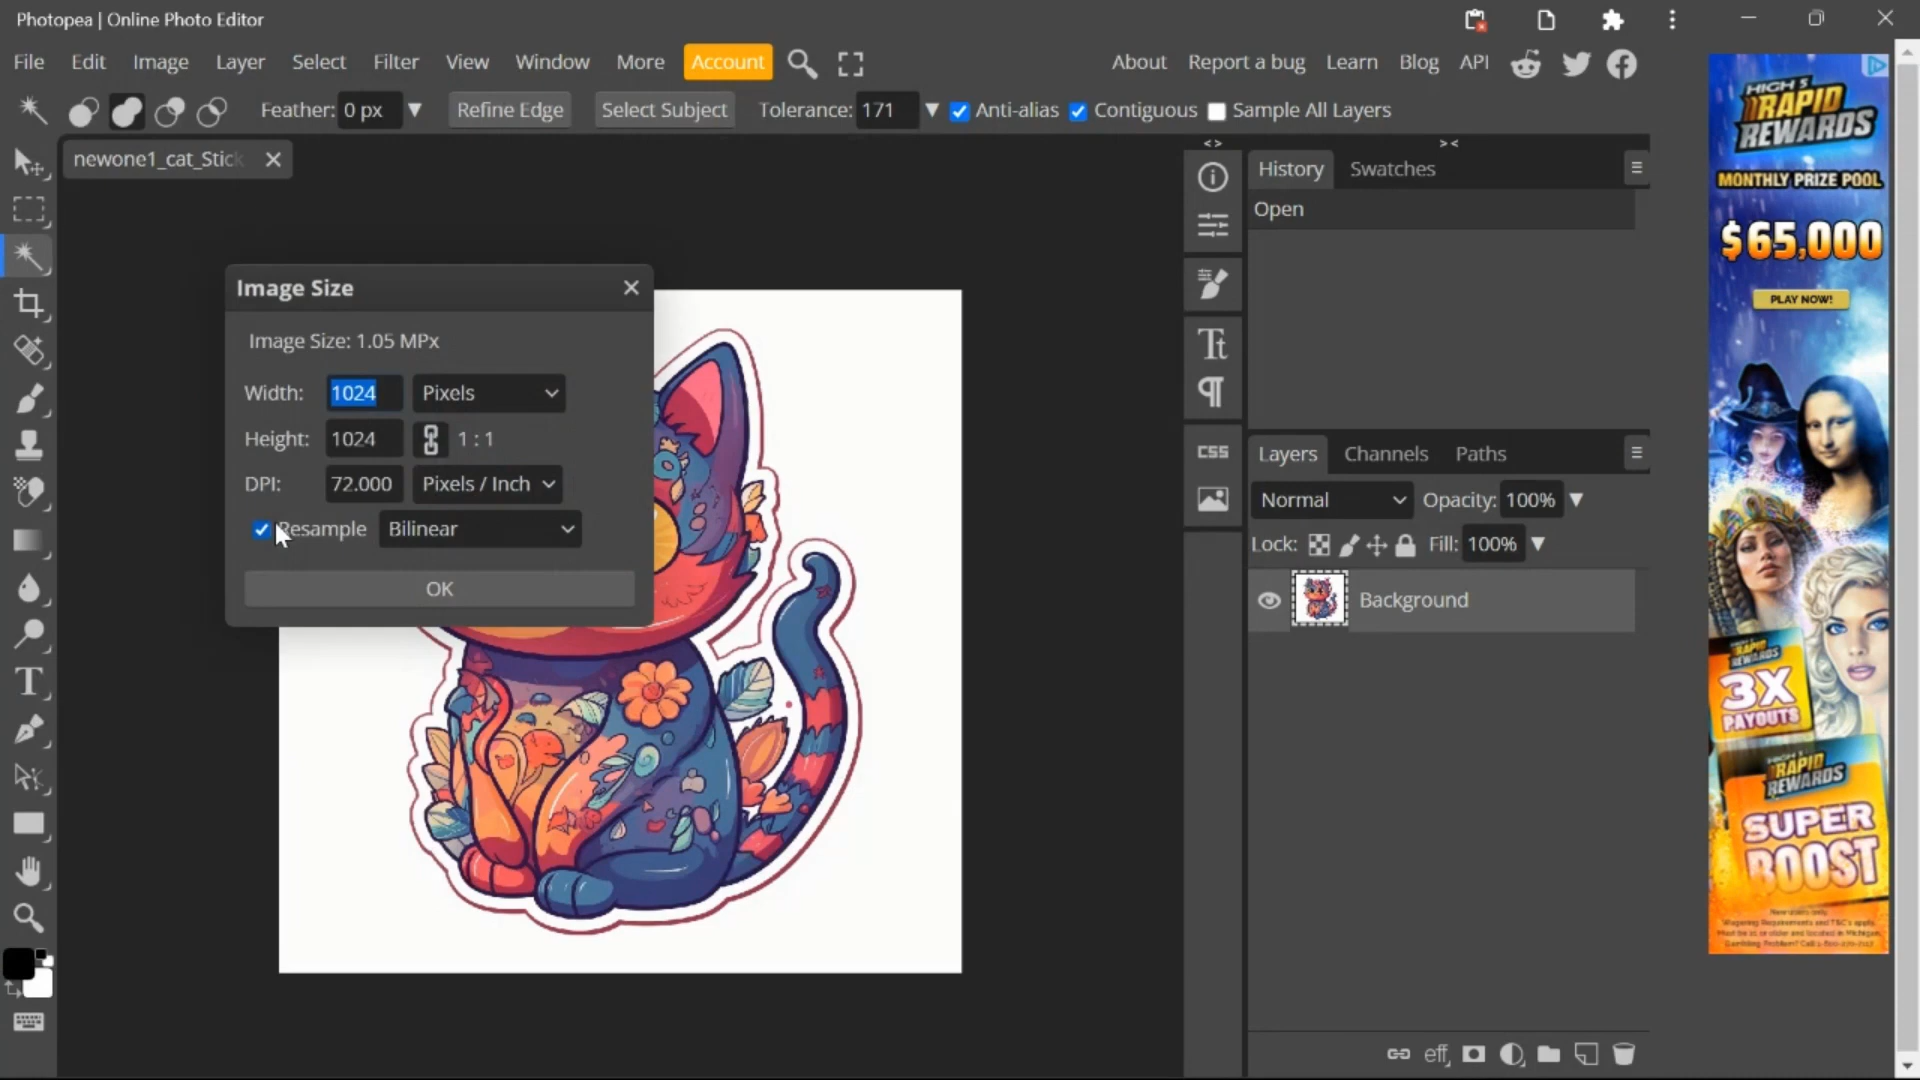 Photopea | Online Photo Editor
File Edit Image Layer Select Filter View Window More Account About Report a bug Learn Blog API
Feather: 0 px Refine Edge Select Subject Tolerance: 171 Anti-alias Contiguous Sample All Layers
newone1_cat_Stick
Image Size
Image Size: 1.05 MPx
Width: 1024 Pixels
Height: 1024 1 : 1
DPI: 72.000 Pixels / Inch
Resample Bilinear
OK
CSS
History Swatches
Open
Layers Channels Paths
Normal Opacity: 100%
Lock: Fill: 100%
Background
eff
HIGH 5
RAPID
REWARDS
MONTHLY PRIZE POOL
$65,000
PLAY NOW!
RAPID
REWARDS
3X
PAYOUTS
HIGH 5
RAPID
REWARDS
SUPER
BOOST